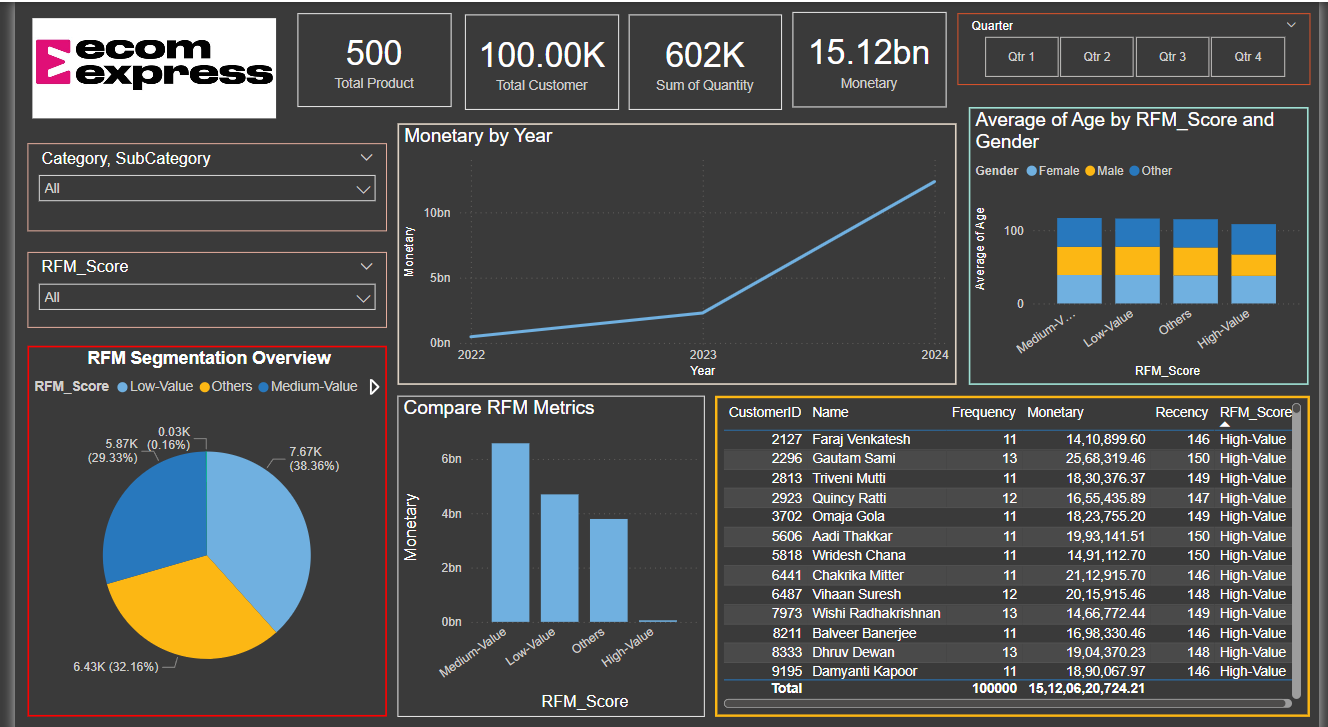 ecom
express
500
Total Product
100.00K
Total Customer
602K
Sum of Quantity
15.12bn
Monetary
Quarter
Qtr 1
Qtr 2
Qtr 3
Qtr 4
Category, SubCategory
All
RFM_Score
All
Monetary by Year
Monetary
10bn
5bn
0bn
2022
2023
2024
Year
Average of Age by RFM_Score and
Gender
Gender Female Male Other
Average of Age
100
0
Medium-V...
Low-Value
Others
High-Value
RFM_Score
RFM Segmentation Overview
RFM_Score Low-Value Others Medium-Value
0.03K
(0.16%)
5.87K
(29.33%)
7.67K
(38.36%)
6.43K (32.16%)
Compare RFM Metrics
Monetary
6bn
4bn
2bn
0bn
Medium-Value
Low-Value
Others
High-Value
RFM_Score
CustomerID Name Frequency Monetary Recency RFM_Score
2127 Faraj Venkatesh 11 14,10,899.60 146 High-Value
2296 Gautam Sami 13 25,68,319.46 150 High-Value
2813 Triveni Mutti 11 18,30,376.37 149 High-Value
2923 Quincy Ratti 12 16,55,435.89 147 High-Value
3702 Omaja Gola 11 18,23,755.20 149 High-Value
5606 Aadi Thakkar 11 19,93,141.51 150 High-Value
5818 Wridesh Chana 11 14,91,112.70 150 High-Value
6441 Chakrika Mitter 11 21,12,915.70 146 High-Value
6487 Vihaan Suresh 12 20,15,915.46 148 High-Value
7973 Wishi Radhakrishnan 13 14,66,772.44 149 High-Value
8211 Balveer Banerjee 11 16,98,330.46 146 High-Value
8333 Dhruv Dewan 13 19,04,370.23 148 High-Value
9195 Damyanti Kapoor 11 18,90,067.97 146 High-Value
Total 100000 15,12,06,20,724.21